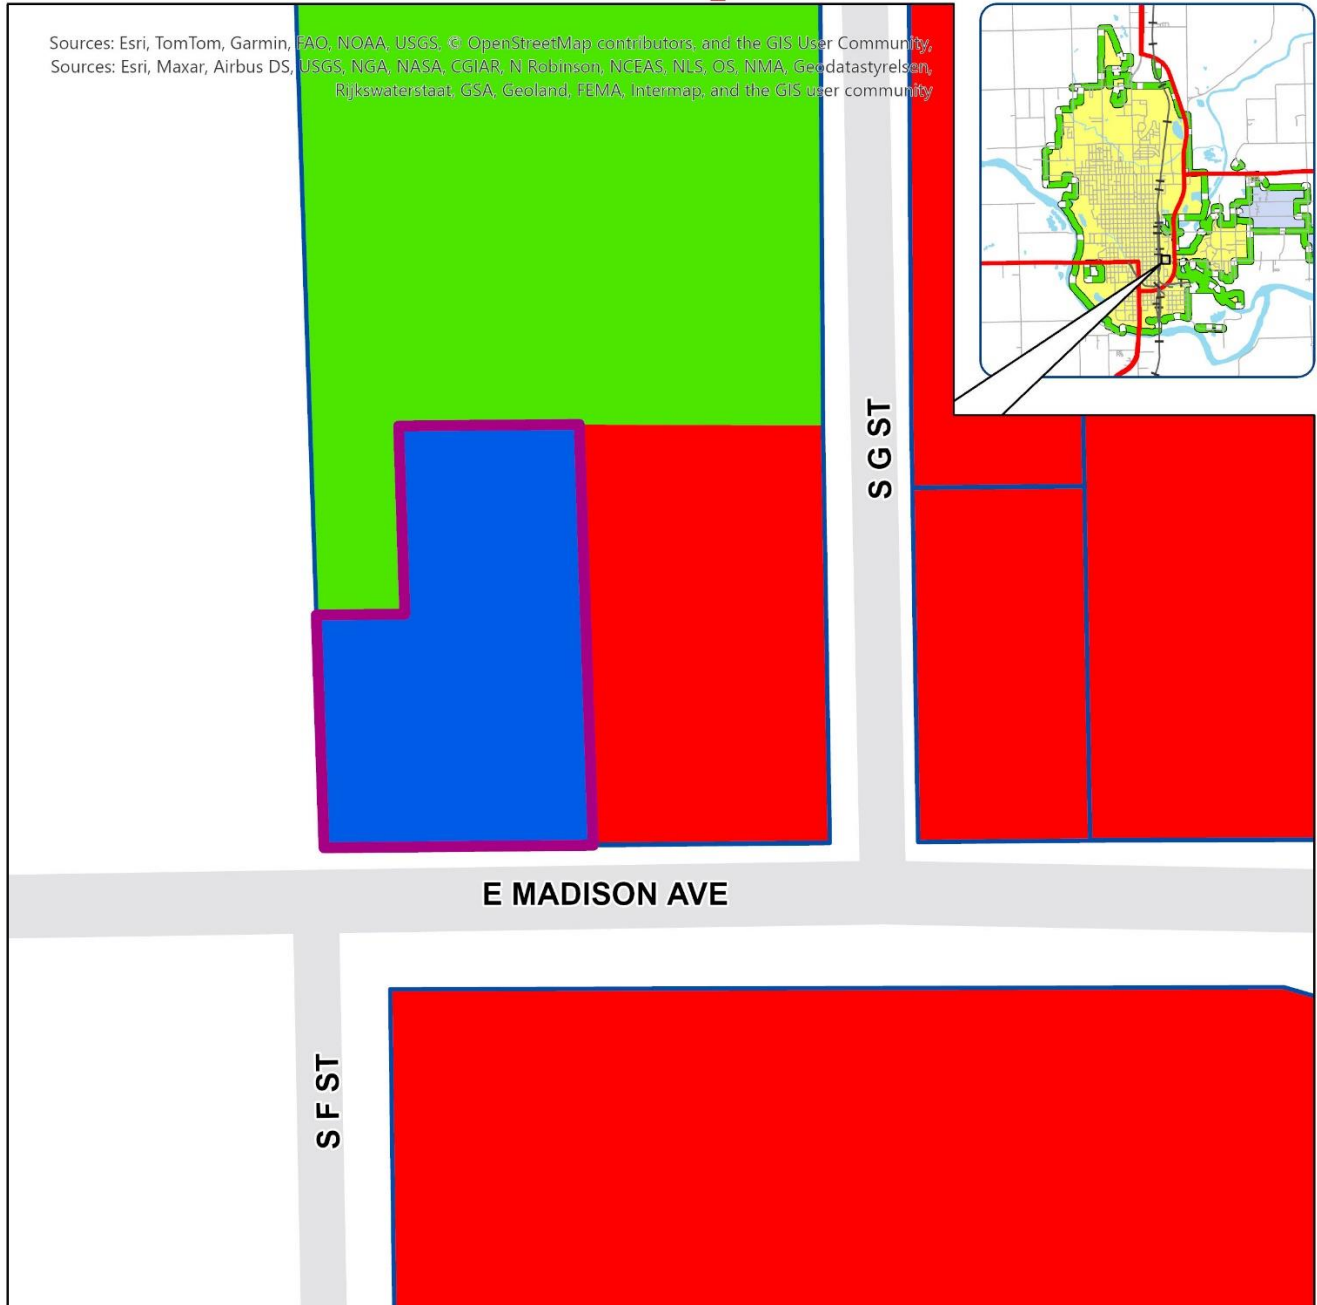 Sources: Esri, TomTom, Garmin, FAO, NOAA, USGS, © OpenStreetMap contributors, and the GIS User Community,
Sources: Esri, Maxar, Airbus DS, USGS, NGA, NASA, CGIAR, N Robinson, NCEAS, NLS, OS, NMA, Geodatastyrelsen,
Rijkswaterstaat, GSA, Geoland, FEMA, Intermap, and the GIS user community
S G ST
E MADISON AVE
S F ST